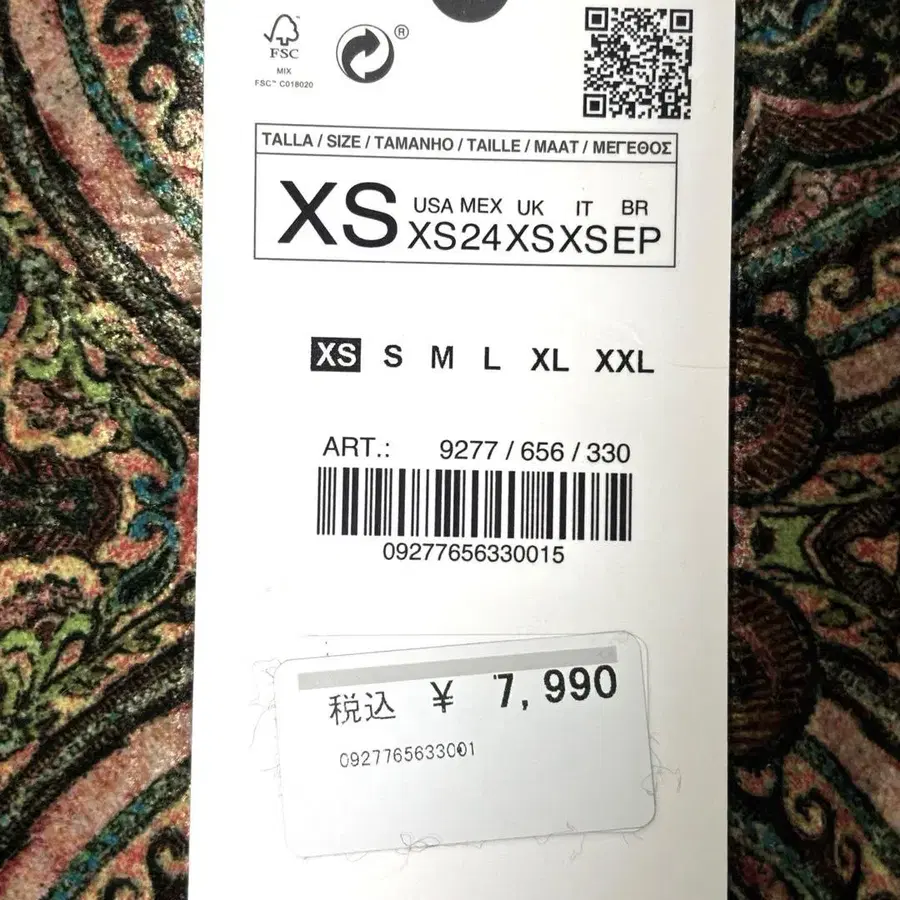 FSC
MIX
FSC™ C018020
®
TALLA / SIZE / TAMANHO / TAILLE / MAAT / ΜΕΓΕΘΟΣ
XS
USA MEX UK IT BR
XS 24 XS XS EP
XS S M L XL XXL
ART.: 9277 / 656 / 330
09277656330015
税込 ¥ 7,990
0927765633001